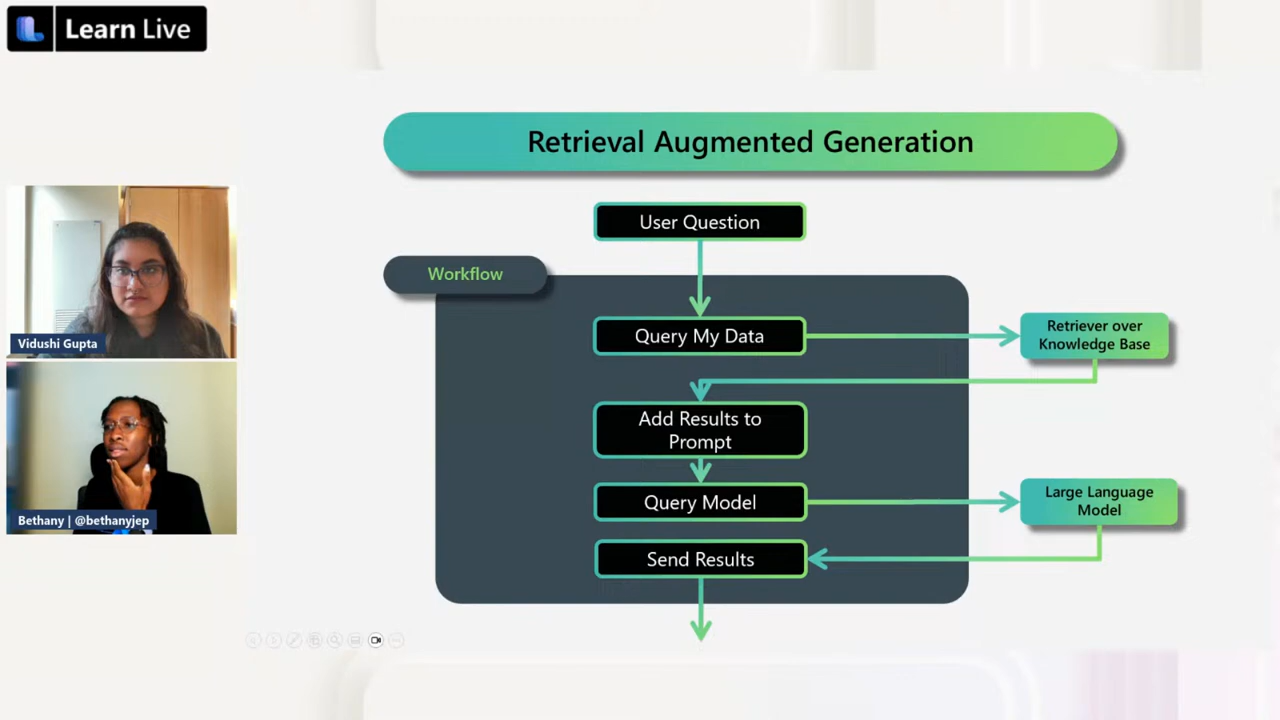 Learn Live
Retrieval Augmented Generation
User Question
Workflow
Query My Data
Retriever over
Knowledge Base
Add Results to
Prompt
Query Model
Large Language
Model
Send Results
Vidushi Gupta
Bethany | @bethanyjep